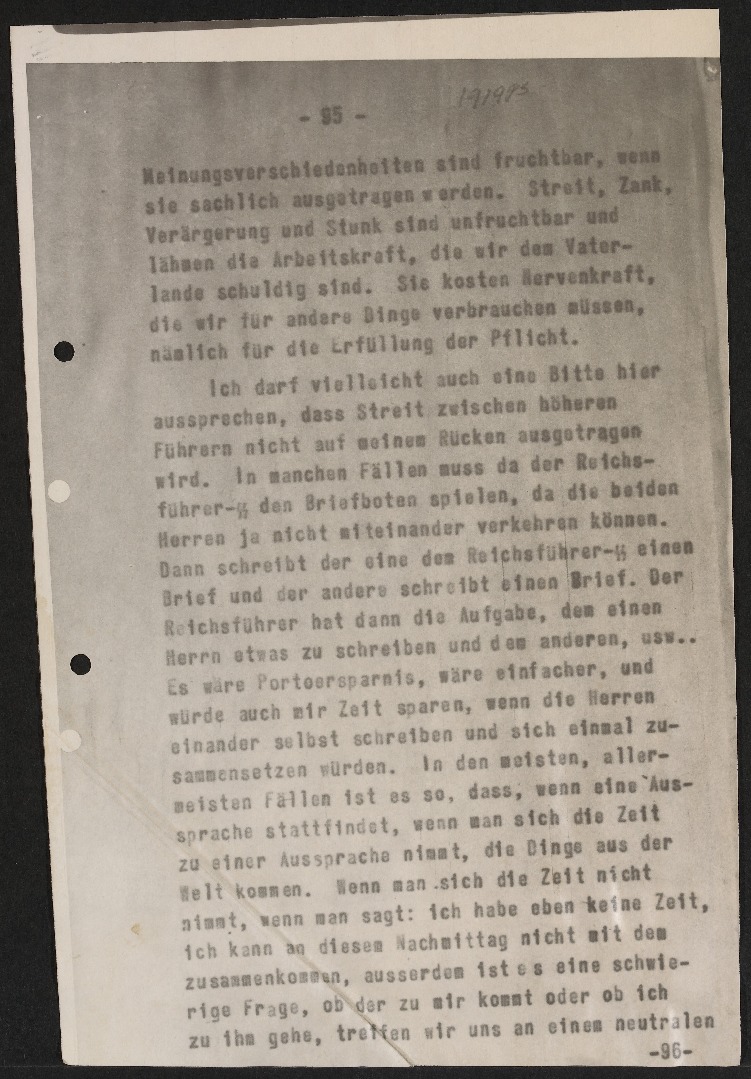 - 95 -
191983
Meinungsverschiedenheiten sind fruchtbar, wenn
sie sachlich ausgetragen werden. Streit, Zank,
Verärgerung und Stunk sind unfruchtbar und
lähmen die Arbeitskraft, die wir dem Vater-
lande schuldig sind. Sie kosten Nervenkraft,
die wir für andere Dinge verbrauchen müssen,
nämlich für die Erfüllung der Pflicht.
Ich darf vielleicht auch eine Bitte hier
aussprechen, dass Streit zwischen höheren
Führern nicht auf meinem Rücken ausgetragen
wird. In manchen Fällen muss da der Reichs-
führer-SS den Briefboten spielen, da die beiden
Herren ja nicht miteinander verkehren können.
Dann schreibt der eine dem Reichsführer-SS einen
Brief und der andere schreibt einen Brief. Der
Reichsführer hat dann die Aufgabe, dem einen
Herrn etwas zu schreiben und dem anderen, usw..
Es wäre Portoersparnis, wäre einfacher, und
würde auch mir Zeit sparen, wenn die Herren
einander selbst schreiben und sich einmal zu-
sammensetzen würden. In den meisten, aller-
meisten Fällen ist es so, dass, wenn eine Aus-
sprache stattfindet, wenn man sich die Zeit
zu einer Aussprache nimmt, die Dinge aus der
Welt kommen. Wenn man sich die Zeit nicht
nimmt, wenn man sagt: ich habe eben keine Zeit,
ich kann an diesem Nachmittag nicht mit dem
zusammenkommen, ausserdem ist es eine schwie-
rige Frage, ob der zu mir kommt oder ob ich
zu ihm gehe, treffen wir uns an einem neutralen
-96-